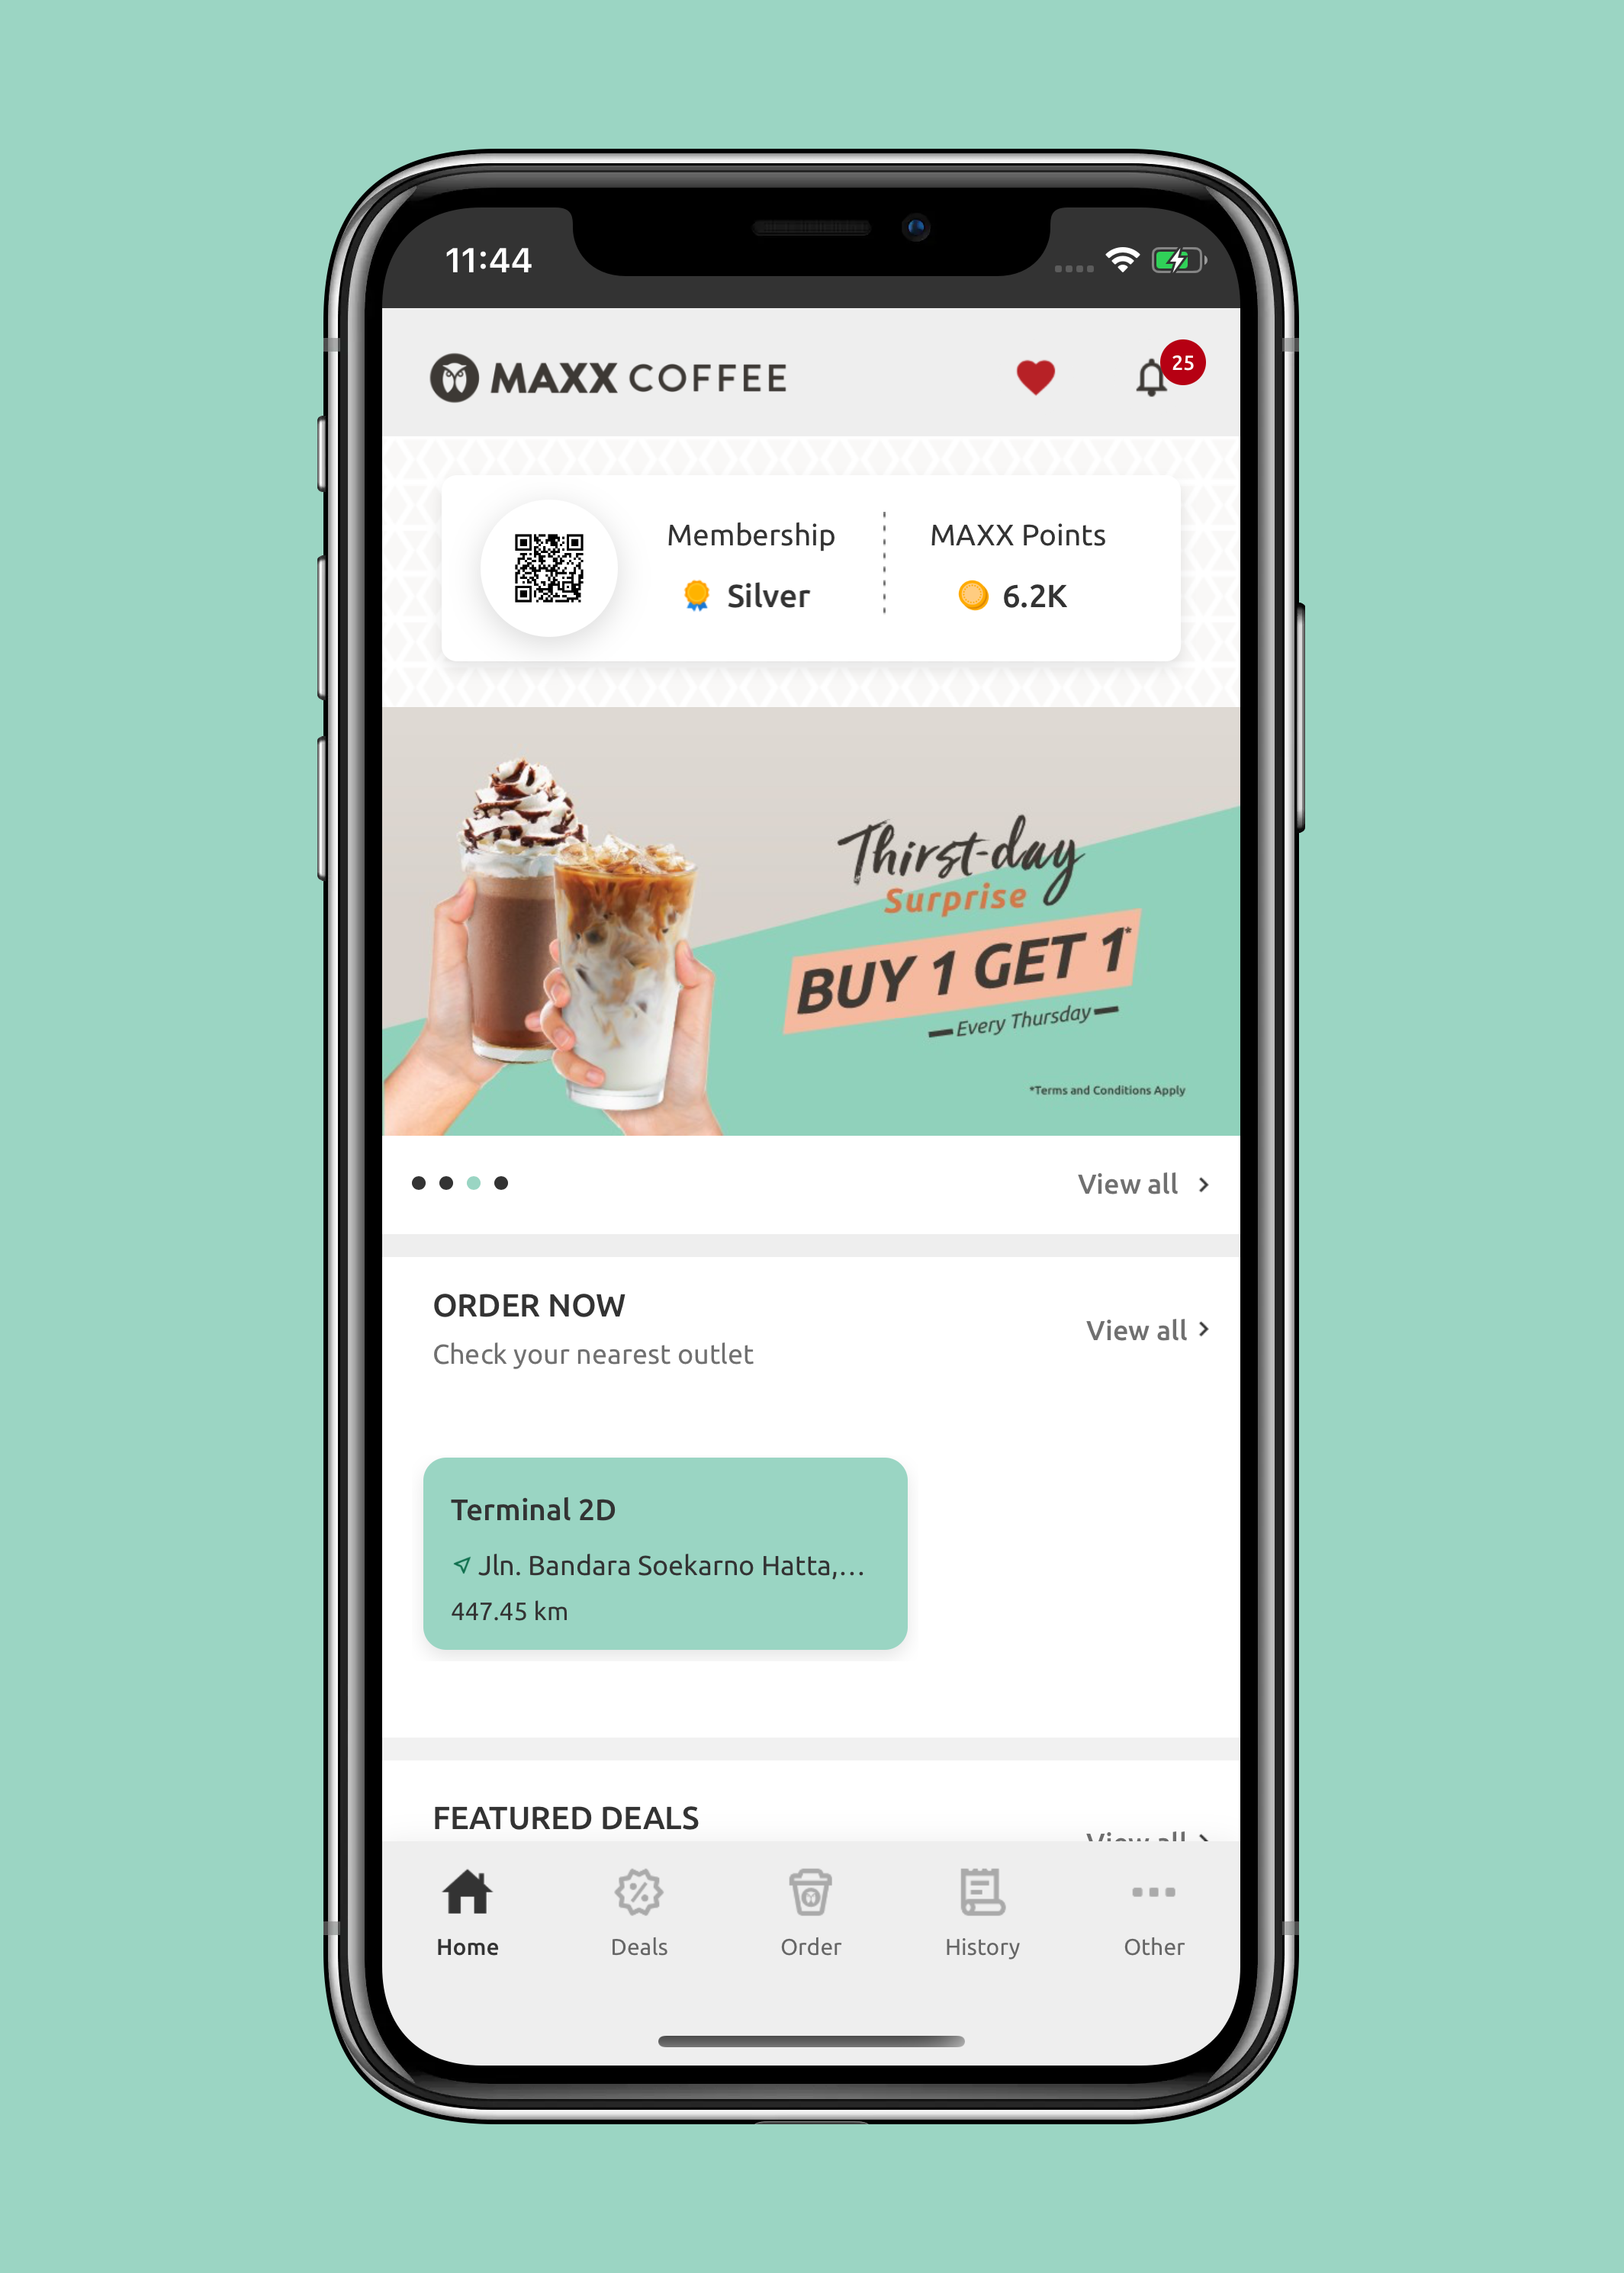 11:44
MAXX COFFEE
25
Membership
Silver
MAXX Points
6.2K
Thirst-day
Surprise
BUY 1 GET 1*
Every Thursday
*Terms and Conditions Apply
View all
ORDER NOW
Check your nearest outlet
View all
Terminal 2D
Jln. Bandara Soekarno Hatta,...
447.45 km
FEATURED DEALS
View all
Home
Deals
Order
History
Other